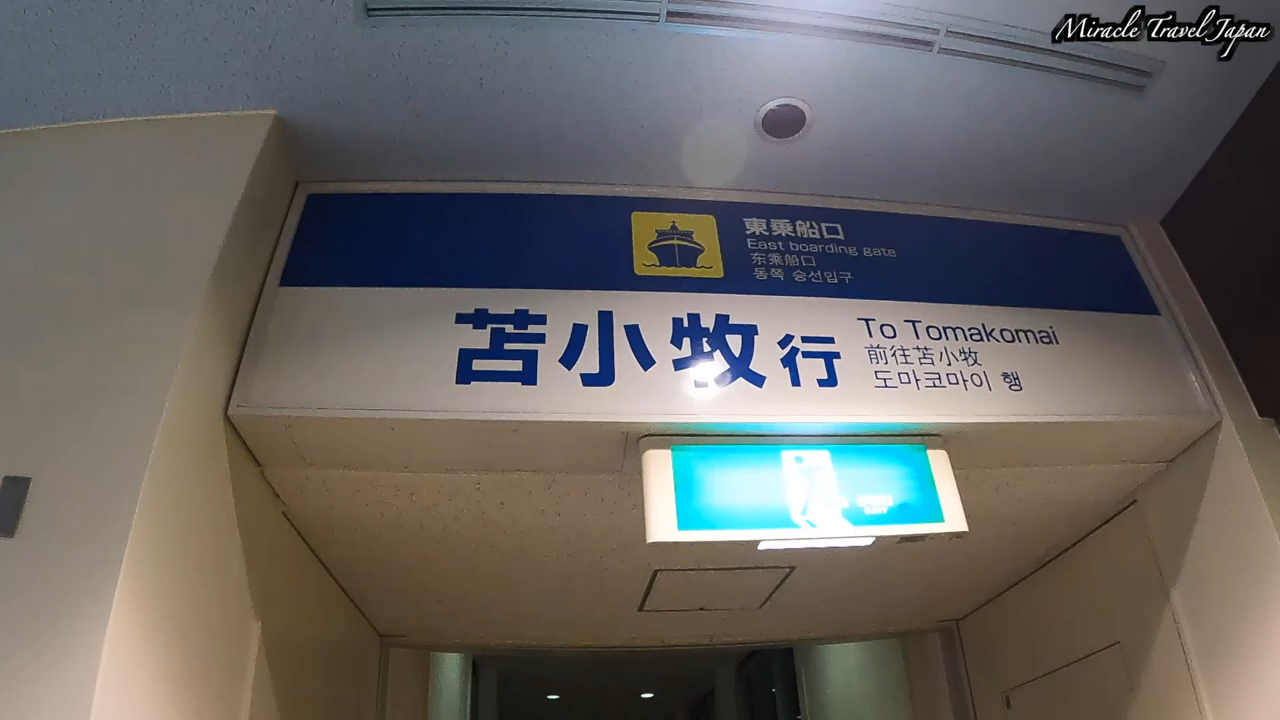 Miracle Travel Japan
東乗船口
East boarding gate
东乘船口
동쪽 승선입구
苫小牧行
To Tomakomai
前往苫小牧
도마코마이 행